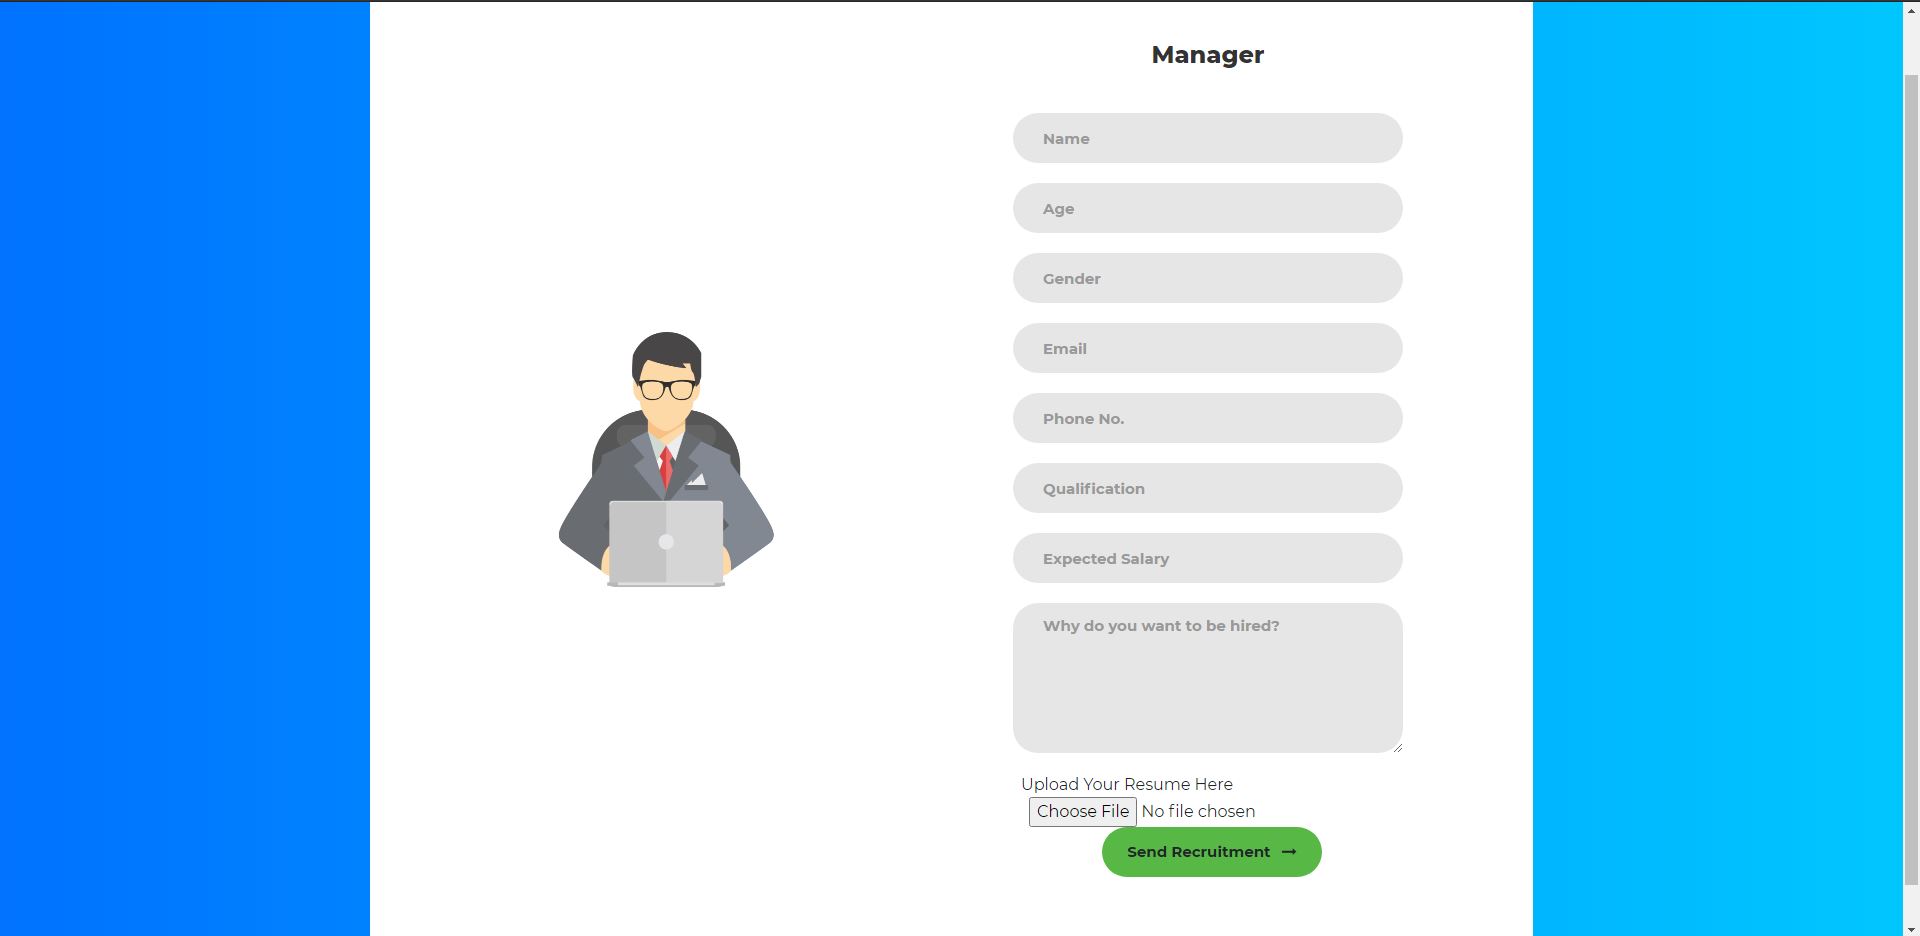 Manager
Name
Age
Gender
Email
Phone No.
Qualification
Expected Salary
Why do you want to be hired?
Upload Your Resume Here
Choose File No file chosen
Send Recruitment →